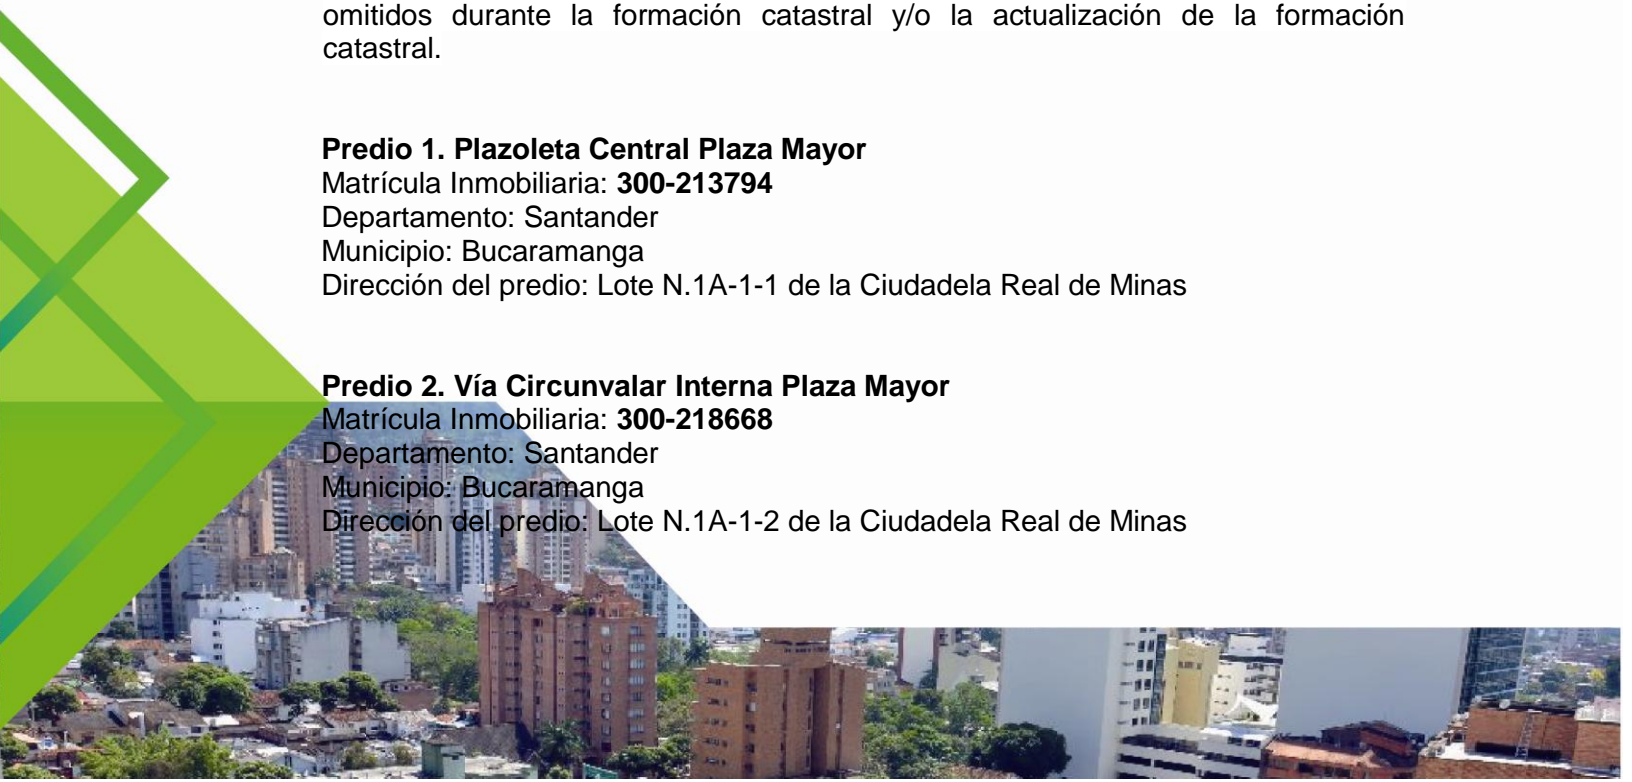 omitidos durante la formación catastral y/o la actualización de la formación
catastral.
Predio 1. Plazoleta Central Plaza Mayor
Matrícula Inmobiliaria: 300-213794
Departamento: Santander
Municipio: Bucaramanga
Dirección del predio: Lote N.1A-1-1 de la Ciudadela Real de Minas
Predio 2. Vía Circunvalar Interna Plaza Mayor
Matrícula Inmobiliaria: 300-218668
Departamento: Santander
Municipio: Bucaramanga
Dirección del predio: Lote N.1A-1-2 de la Ciudadela Real de Minas